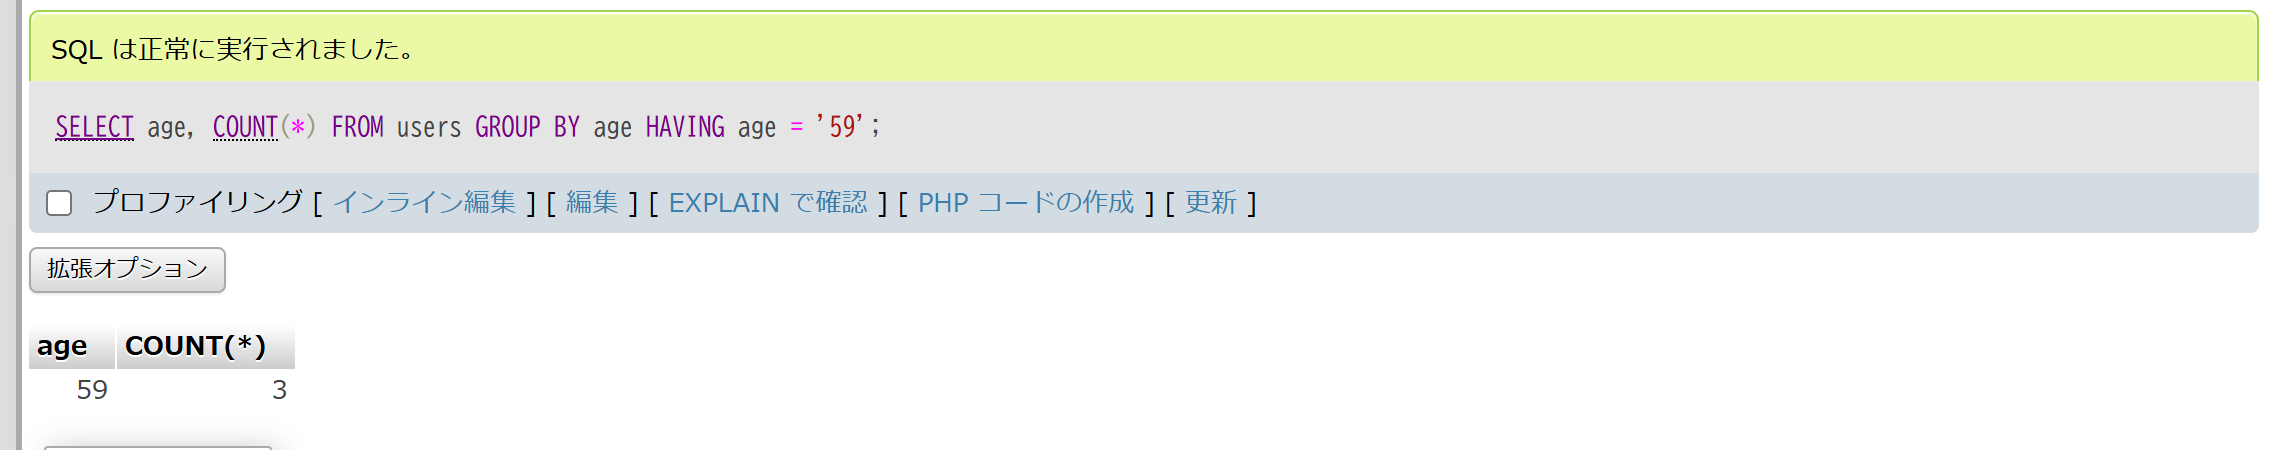 SQL は正常に実行されました。
SELECT age, COUNT(*) FROM users GROUP BY age HAVING age = '59';
プロファイリング [ インライン編集 ] [ 編集 ] [ EXPLAIN で確認 ] [ PHP コードの作成 ] [ 更新 ]
拡張オプション
age COUNT(*)
59 3